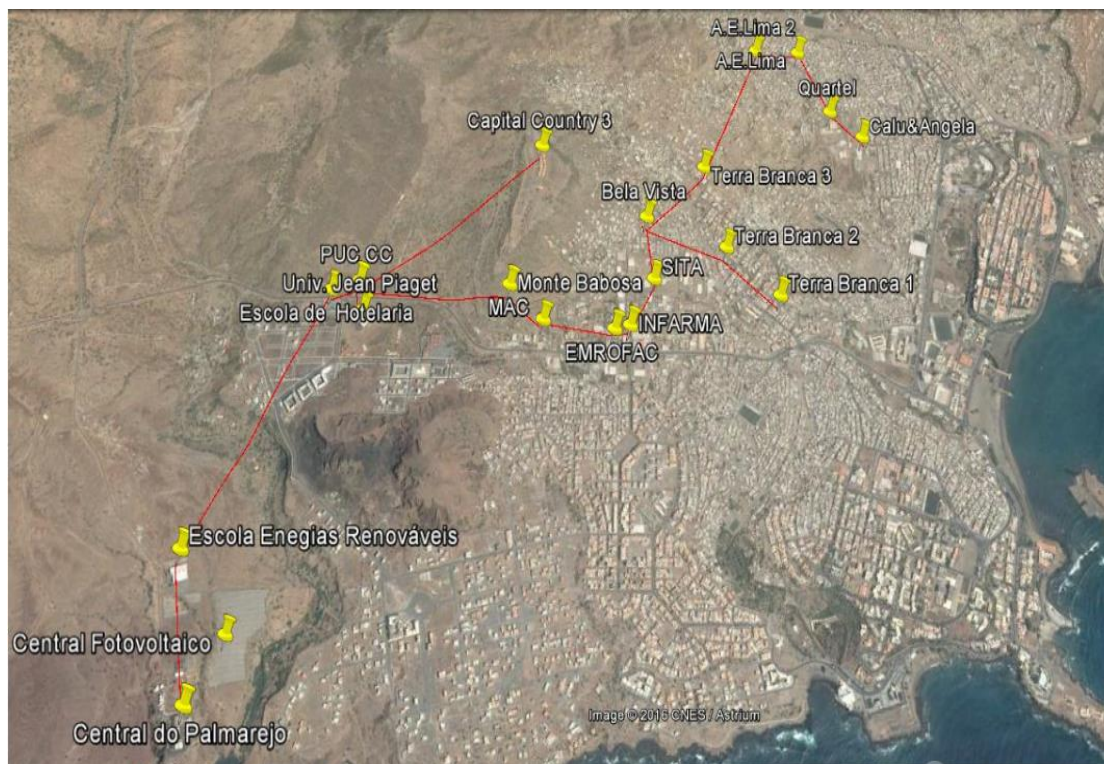 A.E.Lima 2
A.E.Lima
Quartel
Capital Country 3
Calu&Angela
Terra Branca 3
Bela Vista
Terra Branca 2
PUC CC
SITA
Univ. Jean Piaget
Monte Babosa
Terra Branca 1
Escola de Hotelaria
MAC
INFARMA
EMROFAC
Escola Enegias Renováveis
Central Fotovoltaico
Image © 2016 CNES / Astrium
Central do Palmarejo